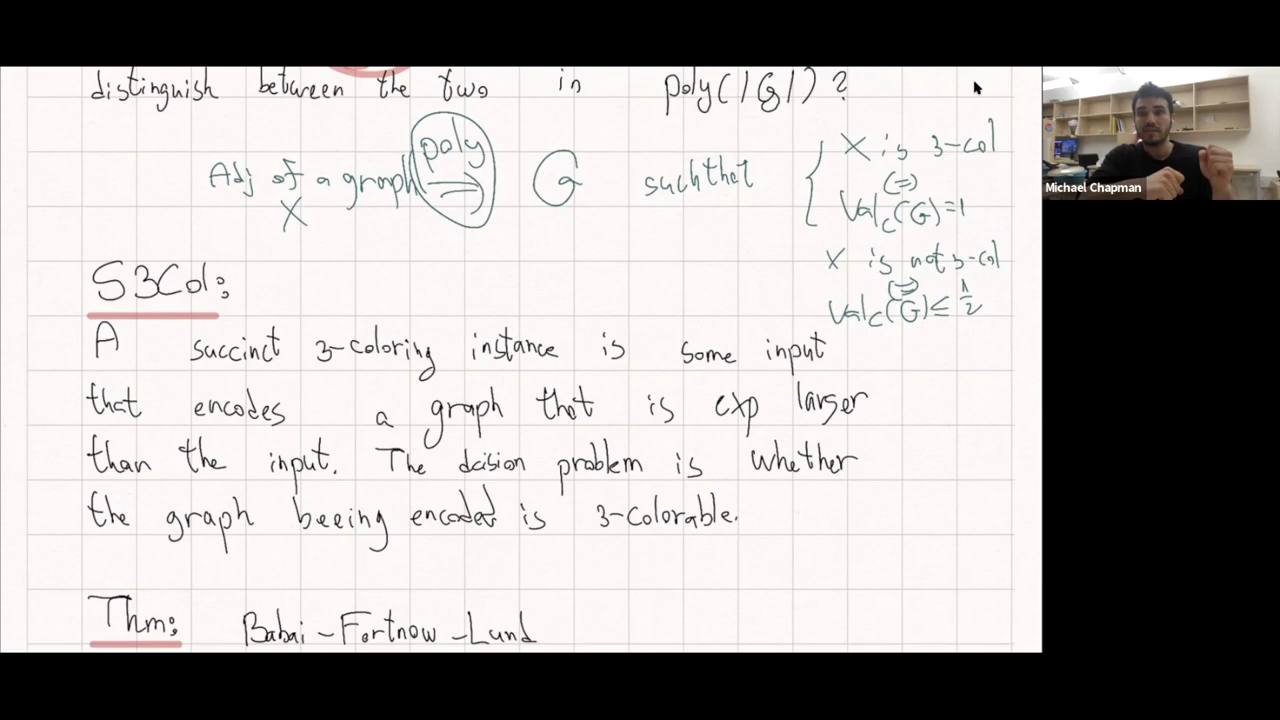 distinguish between the two in poly(|G|)?
Adj of a graph poly ⇒ G such that X is 3-col
X
(⇒)
Val_C(G)=1
X is not 3-col
(⇒)
Val_C(G)≤ 1/2
S3Col:
A succinct 3-coloring instance is some input
that encodes a graph that is exp larger
than the input. The dcision problem is whether
the graph beeing encoded is 3-colorable.
Thm: Babai-Fortnow-Lund
Michael Chapman